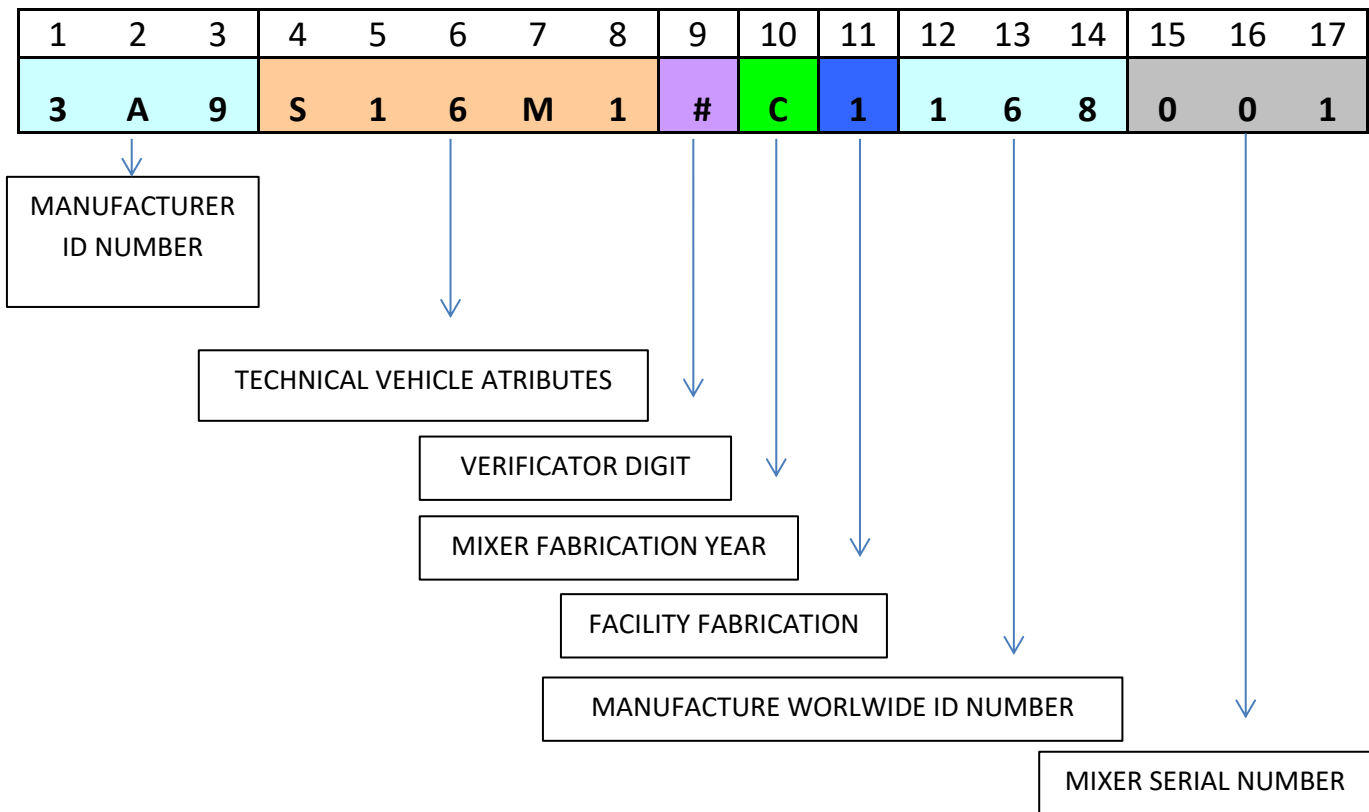 1 2 3 4 5 6 7 8 9 10 11 12 13 14 15 16 17
3 A 9 S 1 6 M 1 # C 1 1 6 8 0 0 1
MANUFACTURER
ID NUMBER
TECHNICAL VEHICLE ATRIBUTES
VERIFICATOR DIGIT
MIXER FABRICATION YEAR
FACILITY FABRICATION
MANUFACTURE WORLWIDE ID NUMBER
MIXER SERIAL NUMBER